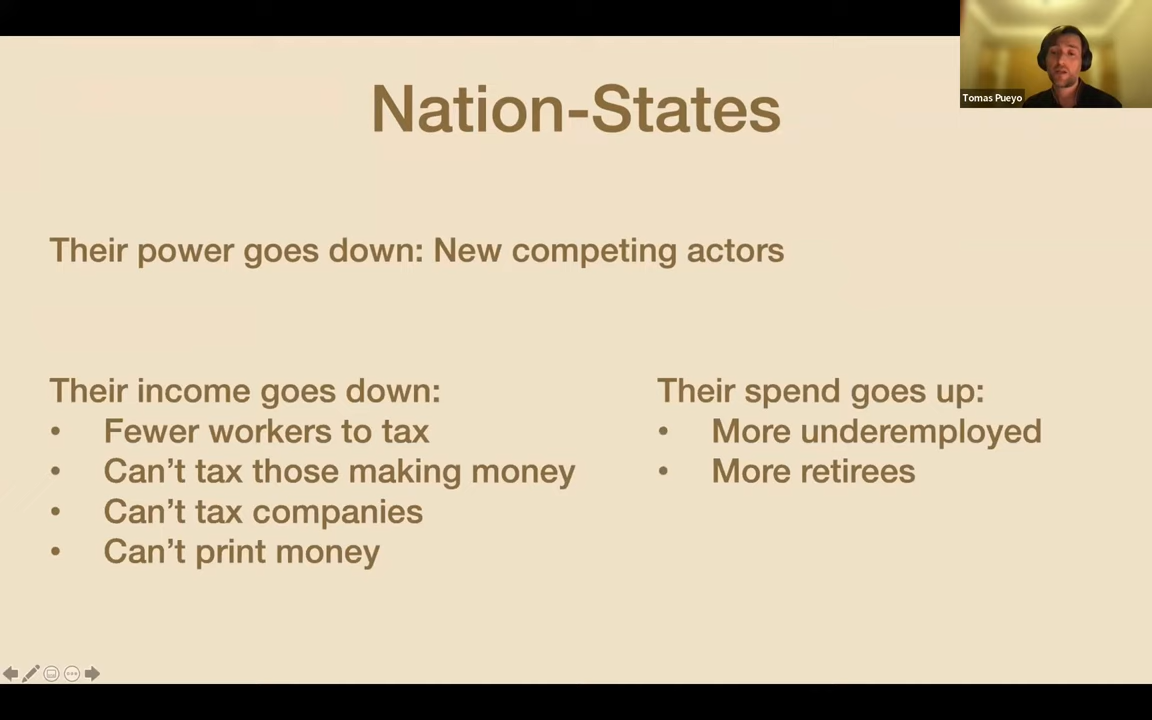 Nation-States
Tomas Pueyo
Their power goes down: New competing actors
Their income goes down:
• Fewer workers to tax
• Can’t tax those making money
• Can’t tax companies
• Can’t print money
Their spend goes up:
• More underemployed
• More retirees